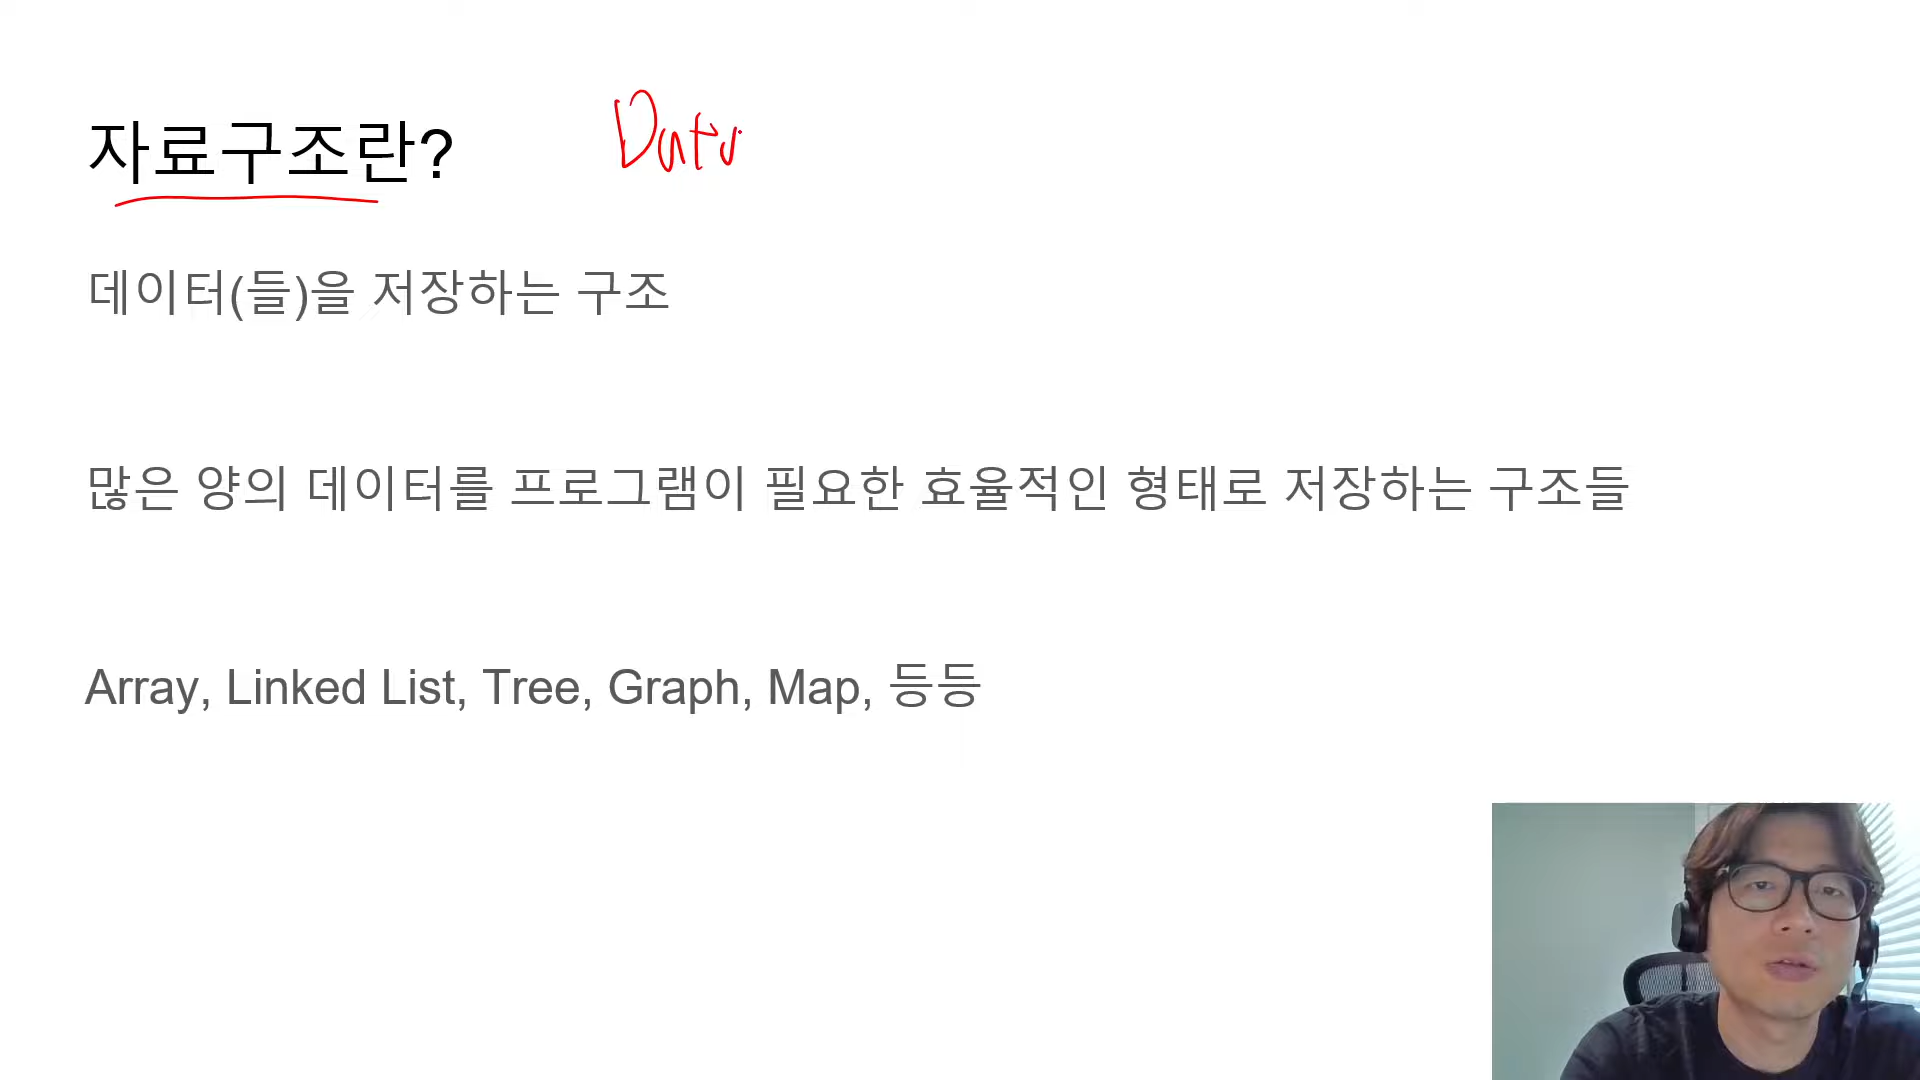 자료구조란? Data
데이터(들)을 저장하는 구조
많은 양의 데이터를 프로그램이 필요한 효율적인 형태로 저장하는 구조들
Array, Linked List, Tree, Graph, Map, 등등